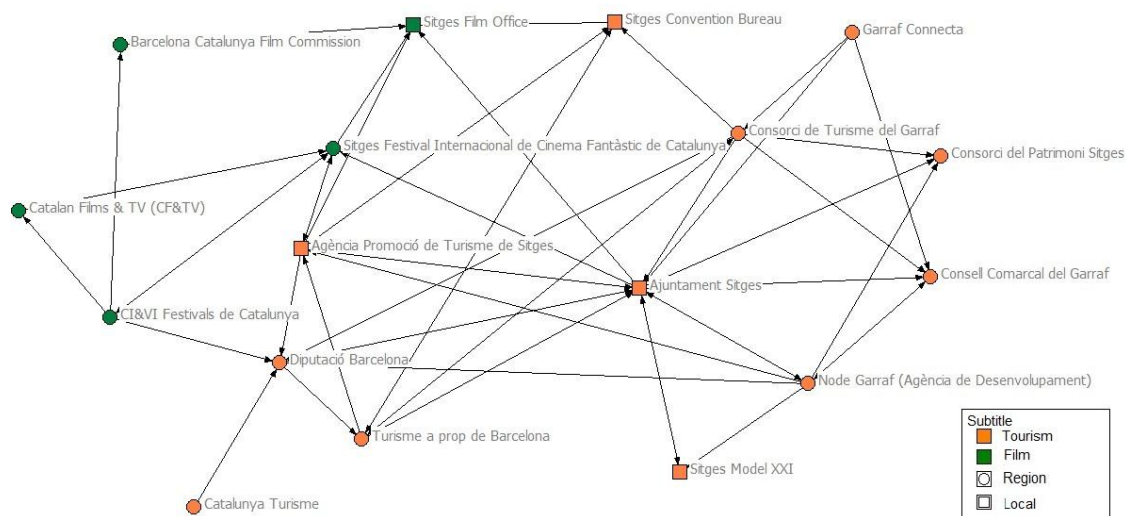 Sitges Film Office
Sitges Convention Bureau
Garraf Connecta
Barcelona Catalunya Film Commission
Consorci de Turisme del Garraf
Sitges Festival Internacional de Cinema Fantàstic de Catalunya
Consorci del Patrimoni Sitges
Catalan Films & TV (CF&TV)
Agència Promoció de Turisme de Sitges
Consell Comarcal del Garraf
Ajuntament Sitges
CI&VI Festivals de Catalunya
Diputació Barcelona
Node Garraf (Agència de Desenvolupament)
Turisme a prop de Barcelona
Sitges Model XXI
Catalunya Turisme
Subtitle
Tourism
Film
Region
Local